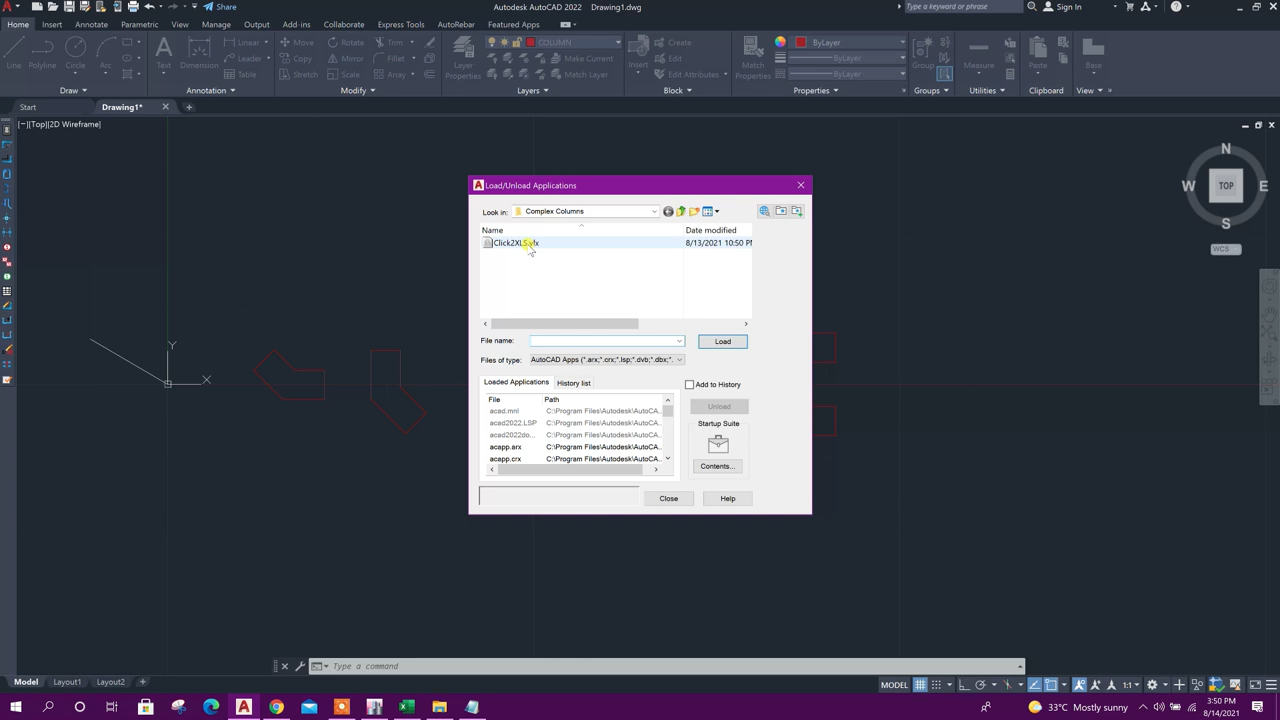 Share
Autodesk AutoCAD 2022 Drawing1.dwg
Type a keyword or phrase
Sign In
Home Insert Annotate Parametric View Manage Output Add-ins Collaborate Express Tools AutoRebar Featured Apps
Line Polyline Circle Arc
Text Dimension
Linear
Leader
Table
Move Rotate Trim
Copy Mirror Fillet
Stretch Scale Array
Layer Properties
COLUMN
Make Current
Match Layer
Insert
Create
Edit
Edit Attributes
Match Properties
ByLayer
ByLayer
ByLayer
Group
Measure
Paste
Base
Draw Annotation Modify Layers Block Properties Groups Utilities Clipboard View
Start Drawing1*
[−][Top][2D Wireframe]
N
W TOP E
S
WCS
Y
X
Load/Unload Applications
Look in: Complex Columns
Name Date modified
Click2XLS.vlx 8/13/2021 10:50 PM
File name: Load
Files of type: AutoCAD Apps (*.arx;*.crx;*.lsp;*.dvb;*.dbx;*.
Loaded Applications History list Add to History
File Path
acad.mnl C:\Program Files\Autodesk\AutoCA...
acad2022.LSP C:\Program Files\Autodesk\AutoCA...
acad2022do... C:\Program Files\Autodesk\AutoCA...
acapp.arx C:\Program Files\Autodesk\AutoCA...
acapp.crx C:\Program Files\Autodesk\AutoCA...
Unload
Startup Suite
Contents...
Close Help
Type a command
Model Layout1 Layout2
MODEL 1:1
33°C Mostly sunny
3:50 PM
8/14/2021